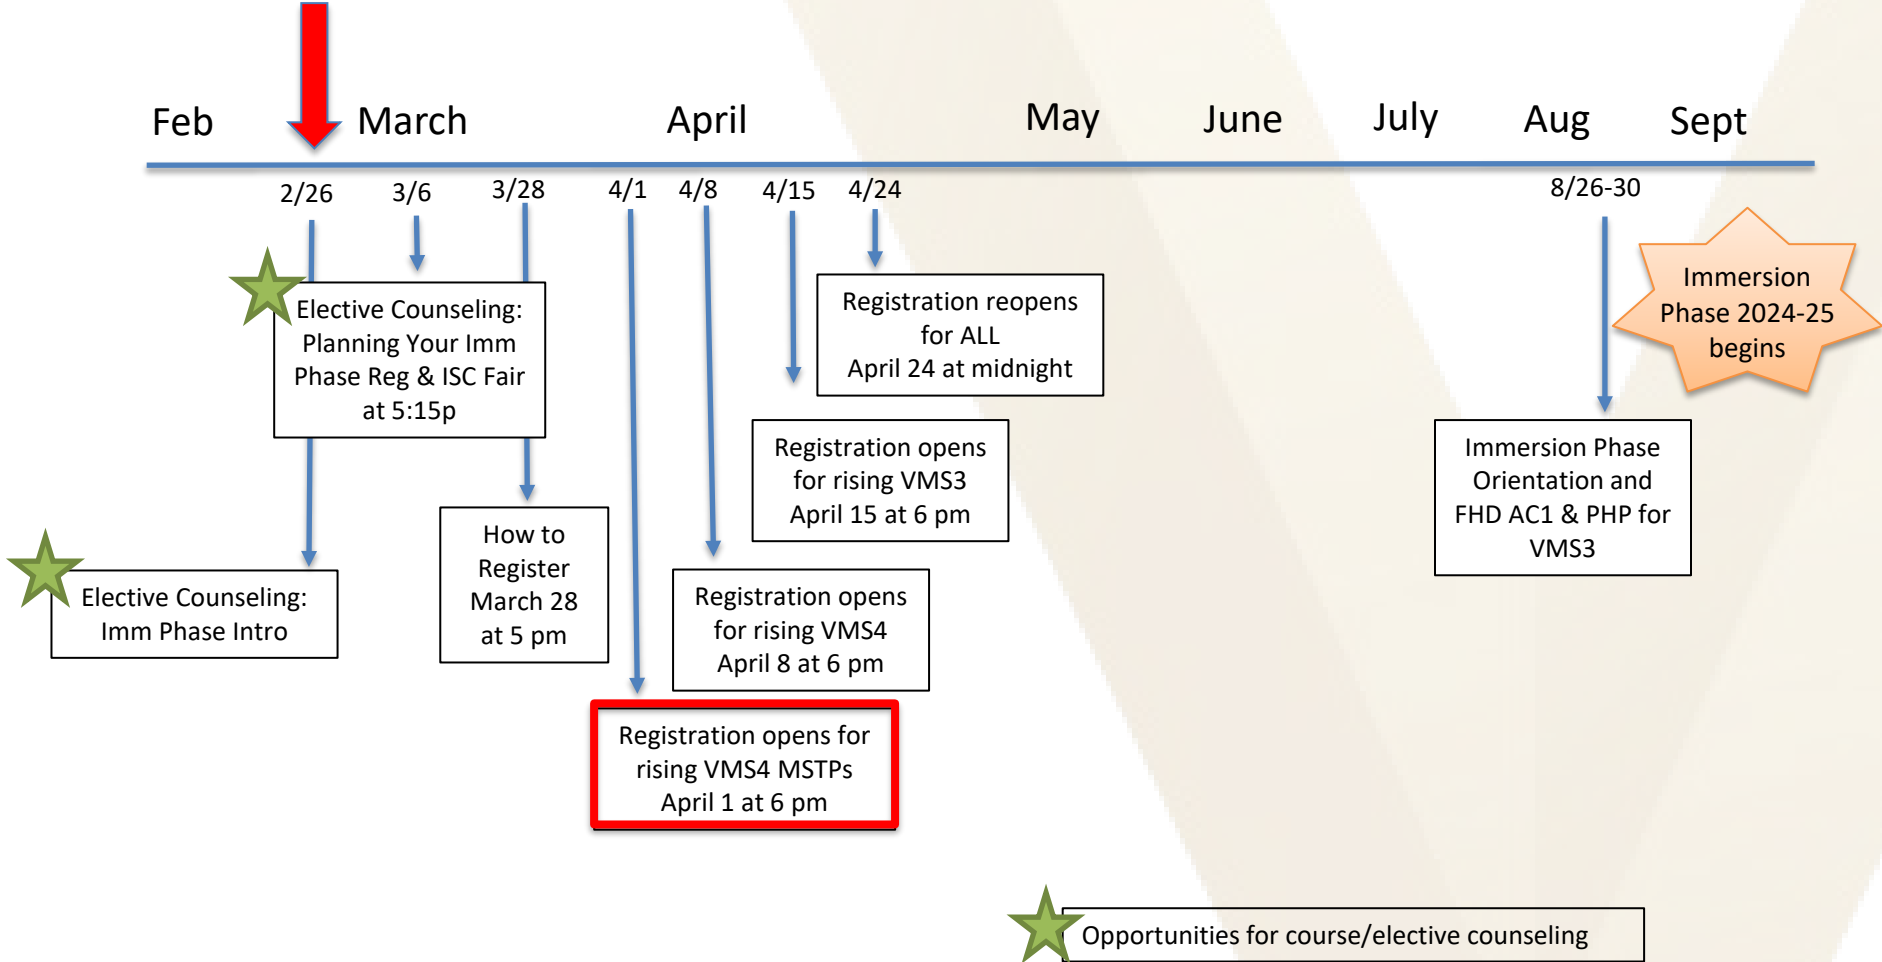 Feb
March
April
May
June
July
Aug
Sept
2/26
3/6
3/28
4/1
4/8
4/15
4/24
8/26-30
Elective Counseling:
Planning Your Imm
Phase Reg & ISC Fair
at 5:15p
Registration reopens
for ALL
April 24 at midnight
Immersion
Phase 2024-25
begins
Registration opens
for rising VMS3
April 15 at 6 pm
Immersion Phase
Orientation and
FHD AC1 & PHP for
VMS3
How to
Register
March 28
at 5 pm
Elective Counseling:
Imm Phase Intro
Registration opens
for rising VMS4
April 8 at 6 pm
Registration opens for
rising VMS4 MSTPs
April 1 at 6 pm
Opportunities for course/elective counseling